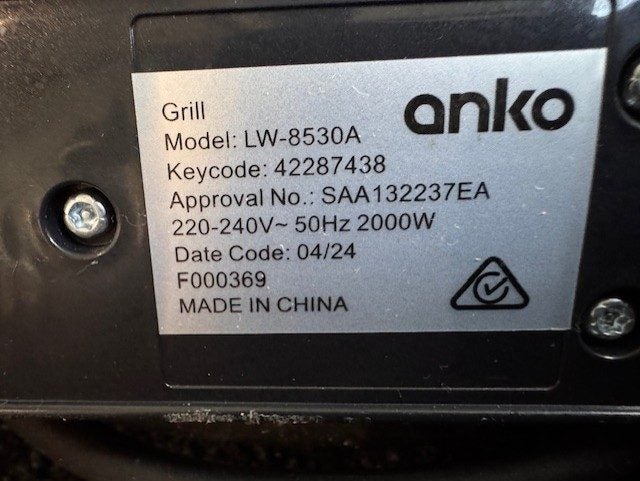 anko
Grill
Model: LW-8530A
Keycode: 42287438
Approval No.: SAA132237EA
220-240V~ 50Hz 2000W
Date Code: 04/24
F000369
MADE IN CHINA